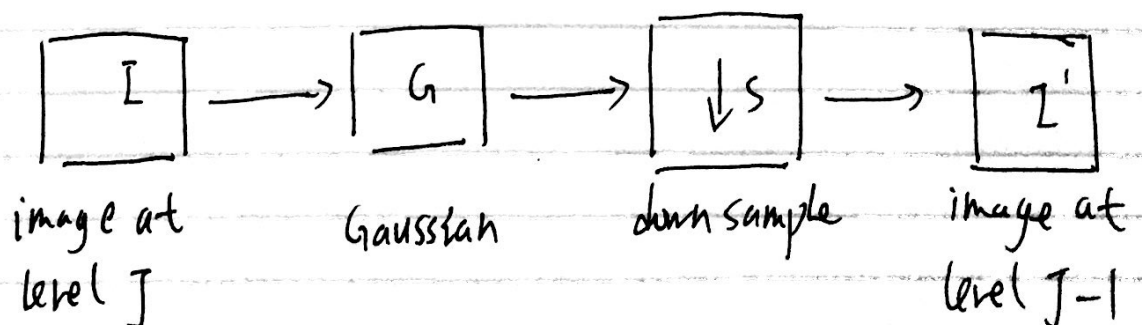 I → G → ↓ S → I'
image at Gaussian down sample image at
level J level J-1